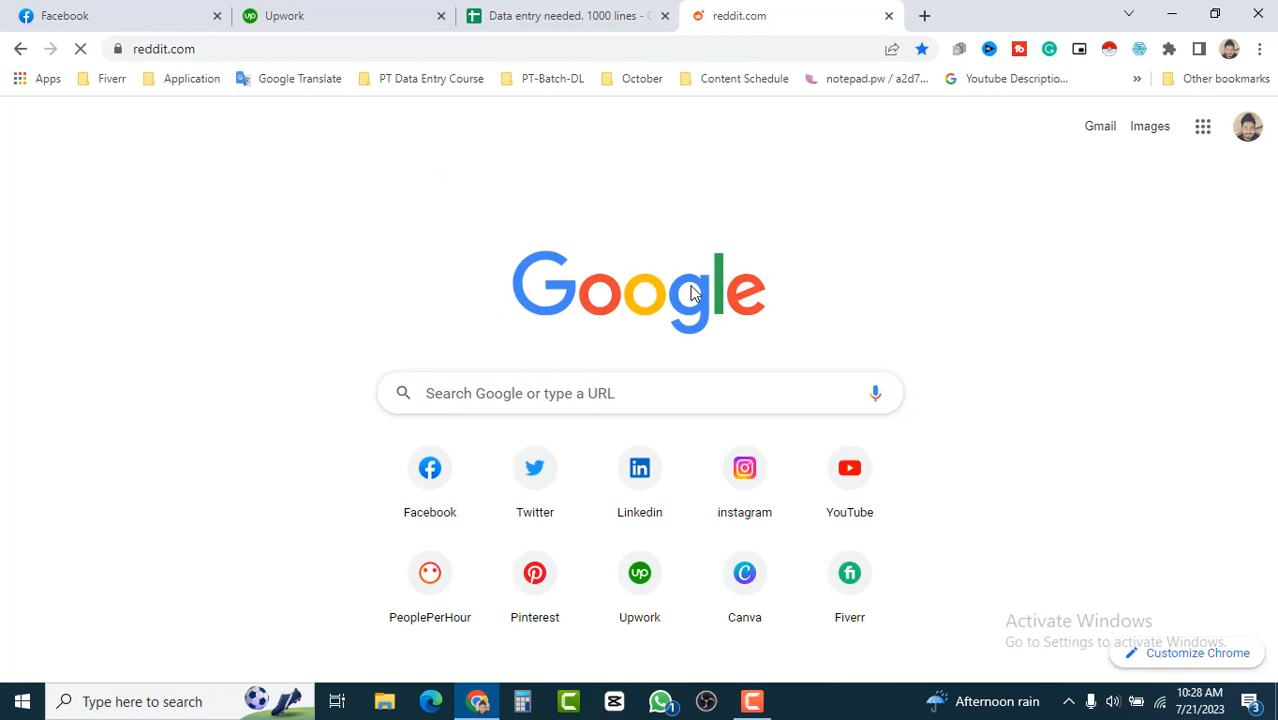 Facebook
Upwork
Data entry needed. 1000 lines -
reddit.com
reddit.com
Apps
Fiverr
Application
Google Translate
PT Data Entry Course
PT-Batch-DL
October
Content Schedule
notepad.pw / a2d7...
Youtube Descriptio...
»
Other bookmarks
Gmail
Images
Google
Search Google or type a URL
Facebook
Twitter
Linkedin
instagram
YouTube
PeoplePerHour
Pinterest
Upwork
Canva
Fiverr
Activate Windows
Go to Settings to activate Windows.
Customize Chrome
Type here to search
Afternoon rain
10:28 AM
7/21/2023